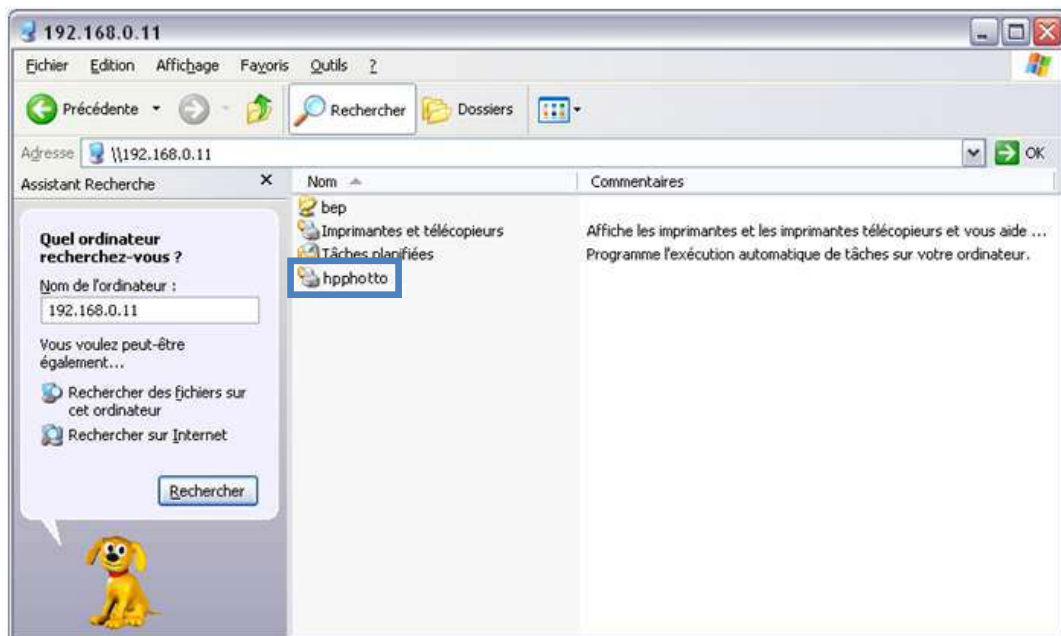 192.168.0.11
Fichier Edition Affichage Favoris Outils ?
Précédente Rechercher Dossiers
Adresse \\192.168.0.11 OK
Assistant Recherche
Quel ordinateur
recherchez-vous ?
Nom de l'ordinateur :
192.168.0.11
Vous voulez peut-être
également...
Rechercher des fichiers sur
cet ordinateur
Rechercher sur Internet
Rechercher
Nom Commentaires
bep
Imprimantes et télécopieurs Affiche les imprimantes et les imprimantes télécopieurs et vous aide ...
Tâches planifiées Programme l'exécution automatique de tâches sur votre ordinateur.
hpphotto